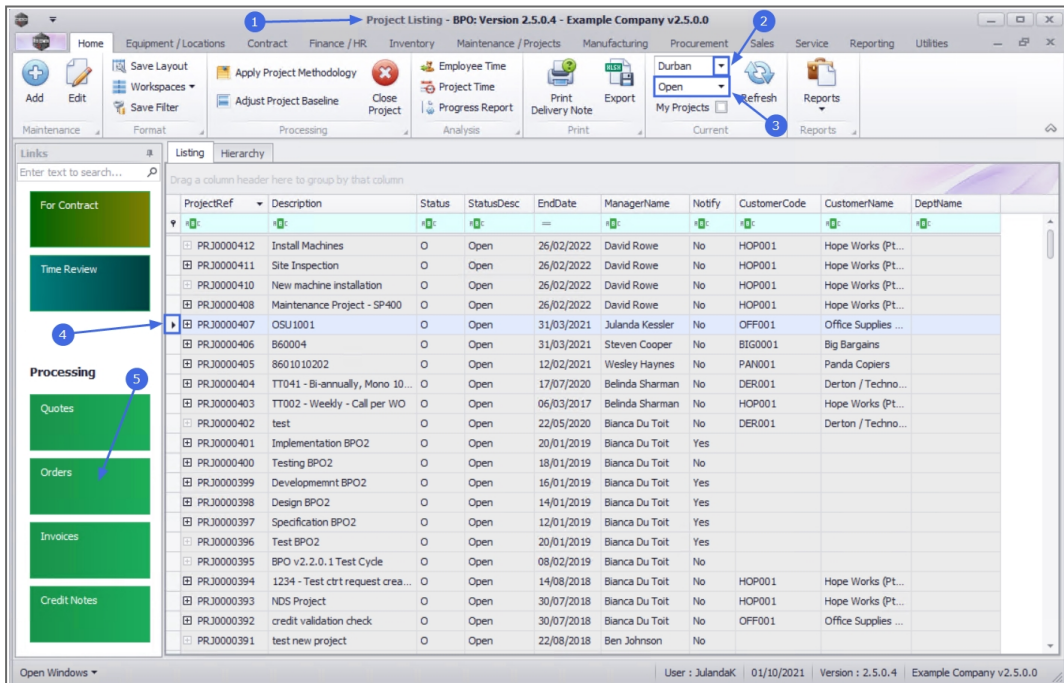 1 Project Listing - BPO: Version 2.5.0.4 - Example Company v2.5.0.0 2
Home Equipment / Locations Contract Finance / HR Inventory Maintenance / Projects Manufacturing Procurement Sales Service Reporting Utilities
Add Edit Save Layout Workspaces Save Filter Apply Project Methodology Adjust Project Baseline Close Project Employee Time Project Time Progress Report Print Delivery Note Export Durban Open My Projects Refresh Reports
3
Maintenance Format Processing Analysis Print Current Reports
Links Listing Hierarchy
Enter text to search... Drag a column header here to group by that column
ProjectRef Description Status StatusDesc EndDate ManagerName Notify CustomerCode CustomerName DeptName
For Contract
PRJ0000412 Install Machines O Open 26/02/2022 David Rowe No HOP001 Hope Works (Pt...
Time Review PRJ0000411 Site Inspection O Open 26/02/2022 David Rowe No HOP001 Hope Works (Pt...
PRJ0000410 New machine installation O Open 26/02/2022 David Rowe No HOP001 Hope Works (Pt...
PRJ0000408 Maintenance Project - SP400 O Open 26/02/2022 David Rowe No HOP001 Hope Works (Pt...
4 PRJ0000407 OSU1001 O Open 31/03/2021 Julanda Kessler No OFF001 Office Supplies ...
PRJ0000406 B60004 O Open 31/03/2021 Steven Cooper No BIG0001 Big Bargains
Processing PRJ0000405 8601010202 O Open 12/02/2021 Wesley Haynes No PAN001 Panda Copiers
5 PRJ0000404 TT041 - Bi-annually, Mono 10... O Open 17/07/2020 Belinda Sharman No DER001 Derton / Techno...
Quotes PRJ0000403 TT002 - Weekly - Call per WO O Open 06/03/2017 Belinda Sharman No HOP001 Hope Works (Pt...
PRJ0000402 test O Open 22/05/2020 Bianca Du Toit No DER001 Derton / Techno...
PRJ0000401 Implementation BPO2 O Open 20/01/2019 Bianca Du Toit Yes
Orders PRJ0000400 Testing BPO2 O Open 18/01/2019 Bianca Du Toit No
PRJ0000399 Developmemnt BPO2 O Open 16/01/2019 Bianca Du Toit Yes
PRJ0000398 Design BPO2 O Open 14/01/2019 Bianca Du Toit Yes
Invoices PRJ0000397 Specification BPO2 O Open 12/01/2019 Bianca Du Toit Yes
PRJ0000396 Test BPO2 O Open 20/01/2019 Bianca Du Toit Yes
PRJ0000395 BPO v2.2.0.1 Test Cycle O Open 08/02/2019 Bianca Du Toit No
PRJ0000394 1234 - Test ctrt request crea... O Open 14/08/2018 Bianca Du Toit No HOP001 Hope Works (Pt...
Credit Notes PRJ0000393 NDS Project O Open 30/07/2018 Bianca Du Toit No HOP001 Hope Works (Pt...
PRJ0000392 credit validation check O Open 30/07/2018 Bianca Du Toit No OFF001 Office Supplies ...
PRJ0000391 test new project O Open 22/08/2018 Ben Johnson No
Open Windows User : JulandaK 01/10/2021 Version : 2.5.0.4 Example Company v2.5.0.0